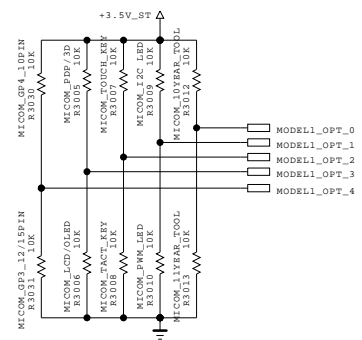 +3.5V_ST
MICOM_GP4_10PIN
10K
R3030
MICOM_PDP/3D
10K
R3005
MICOM_TOUCH_KEY
10K
R3007
MICOM_I2C LED
10K
R3009
MICOM_10YEAR_TOOL
10K
R3012
MODEL1_OPT_0
MODEL1_OPT_1
MODEL1_OPT_2
MODEL1_OPT_3
MODEL1_OPT_4
MICOM_GP3_12/15PIN
10K
R3031
MICOM_LCD/OLED
10K
R3006
MICOM_TACT_KEY
10K
R3008
MICOM_PWM_LED
10K
R3010
MICOM_11YEAR_TOOL
10K
R3013